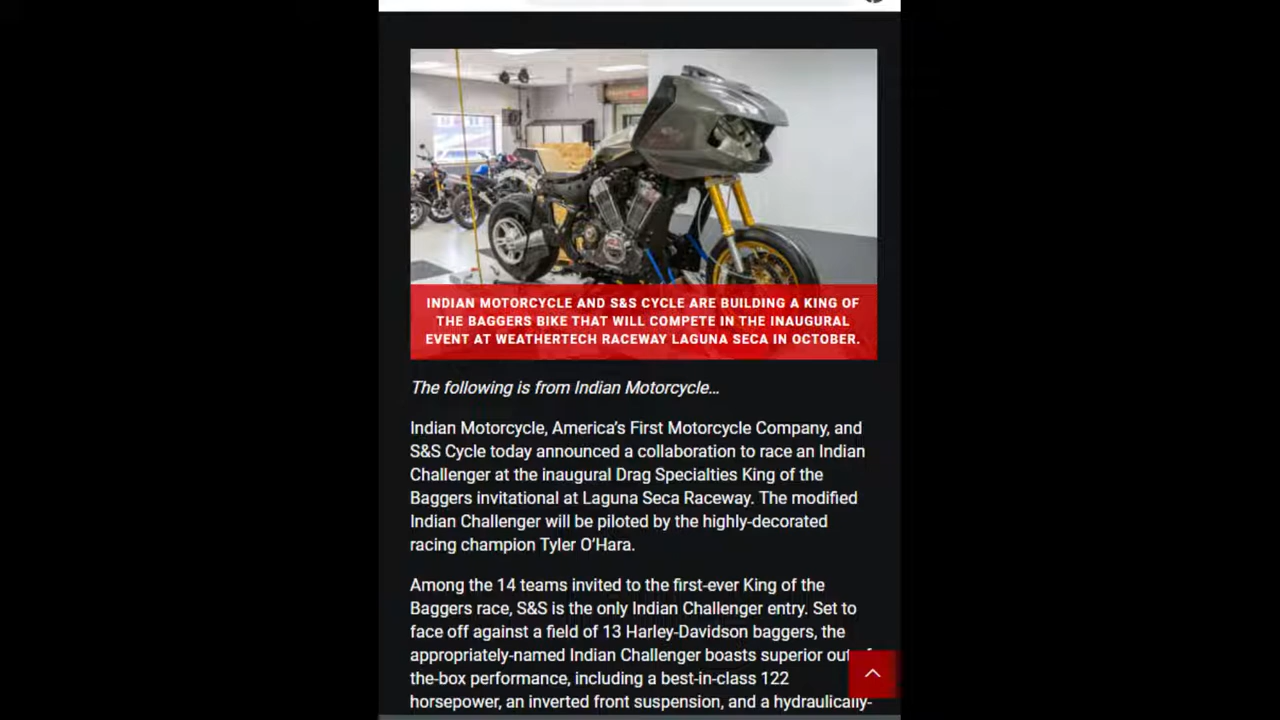 INDIAN MOTORCYCLE AND S&S CYCLE ARE BUILDING A KING OF
THE BAGGERS BIKE THAT WILL COMPETE IN THE INAUGURAL
EVENT AT WEATHERTECH RACEWAY LAGUNA SECA IN OCTOBER.
The following is from Indian Motorcycle…
Indian Motorcycle, America’s First Motorcycle Company, and
S&S Cycle today announced a collaboration to race an Indian
Challenger at the inaugural Drag Specialties King of the
Baggers invitational at Laguna Seca Raceway. The modified
Indian Challenger will be piloted by the highly-decorated
racing champion Tyler O’Hara.
Among the 14 teams invited to the first-ever King of the
Baggers race, S&S is the only Indian Challenger entry. Set to
face off against a field of 13 Harley-Davidson baggers, the
appropriately-named Indian Challenger boasts superior
the-box performance, including a best-in-class 122
horsepower, an inverted front suspension, and a hydraulically-